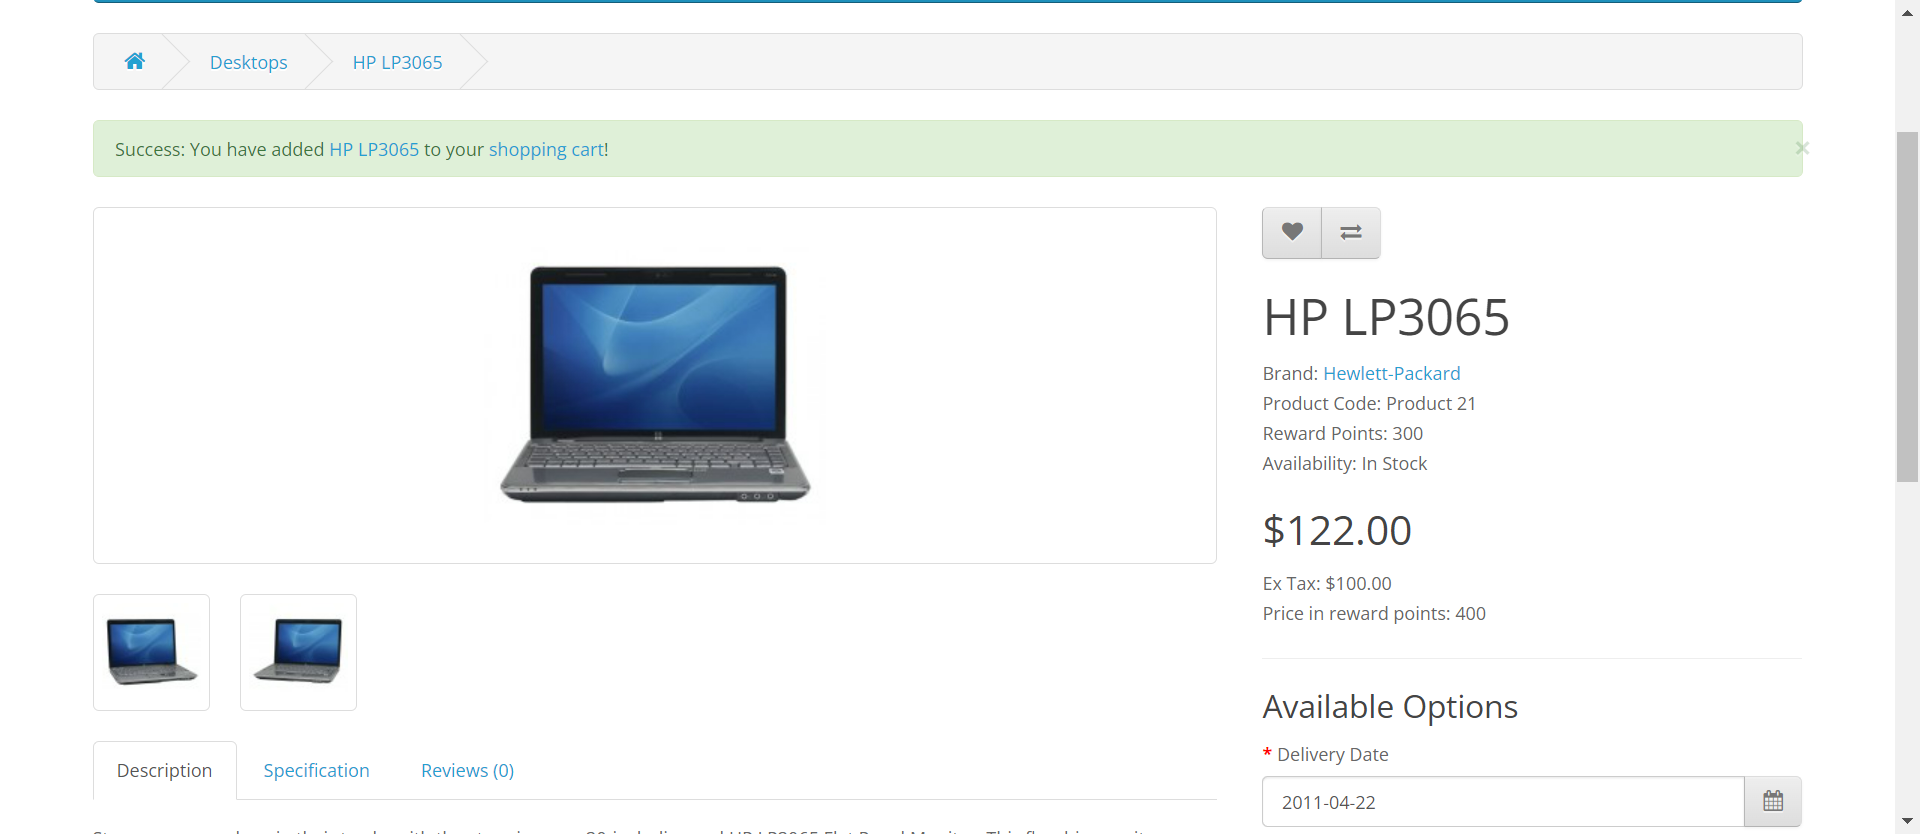 Desktops
HP LP3065
Success: You have added HP LP3065 to your shopping cart!
×
HP LP3065
Brand: Hewlett-Packard
Product Code: Product 21
Reward Points: 300
Availability: In Stock
$122.00
Ex Tax: $100.00
Price in reward points: 400
Available Options
* Delivery Date
2011-04-22
Description
Specification
Reviews (0)